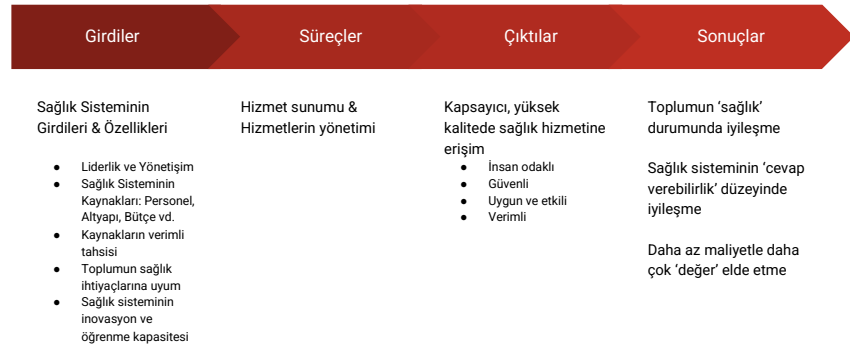 Girdiler
Süreçler
Çıktılar
Sonuçlar
Sağlık Sisteminin
Girdileri & Özellikleri
● Liderlik ve Yönetişim
● Sağlık Sisteminin
Kaynakları: Personel,
Altyapı, Bütçe vd.
● Kaynakların verimli
tahsisi
● Toplumun sağlık
ihtiyaçlarına uyum
● Sağlık sisteminin
inovasyon ve
öğrenme kapasitesi
Hizmet sunumu &
Hizmetlerin yönetimi
Kapsayıcı, yüksek
kalitede sağlık hizmetine
erişim
● İnsan odaklı
● Güvenli
● Uygun ve etkili
● Verimli
Toplumun ‘sağlık’
durumunda iyileşme
Sağlık sisteminin ‘cevap
verebilirlik’ düzeyinde
iyileşme
Daha az maliyetle daha
çok ‘değer’ elde etme